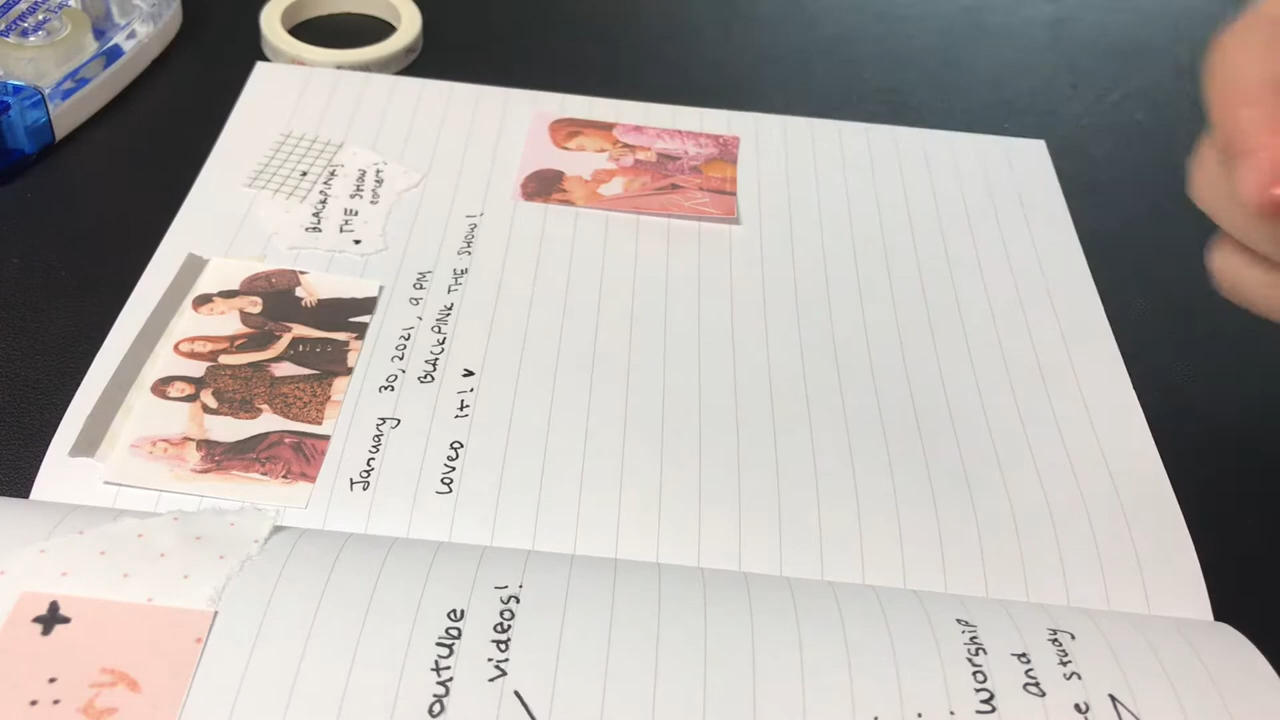 Permanent
BLACKPINK!
THE SHOW
concert!
January 30, 2021, 9 PM
BLACKPINK THE SHOW!
LOVED it!
outube
videos!
worship
and
e study